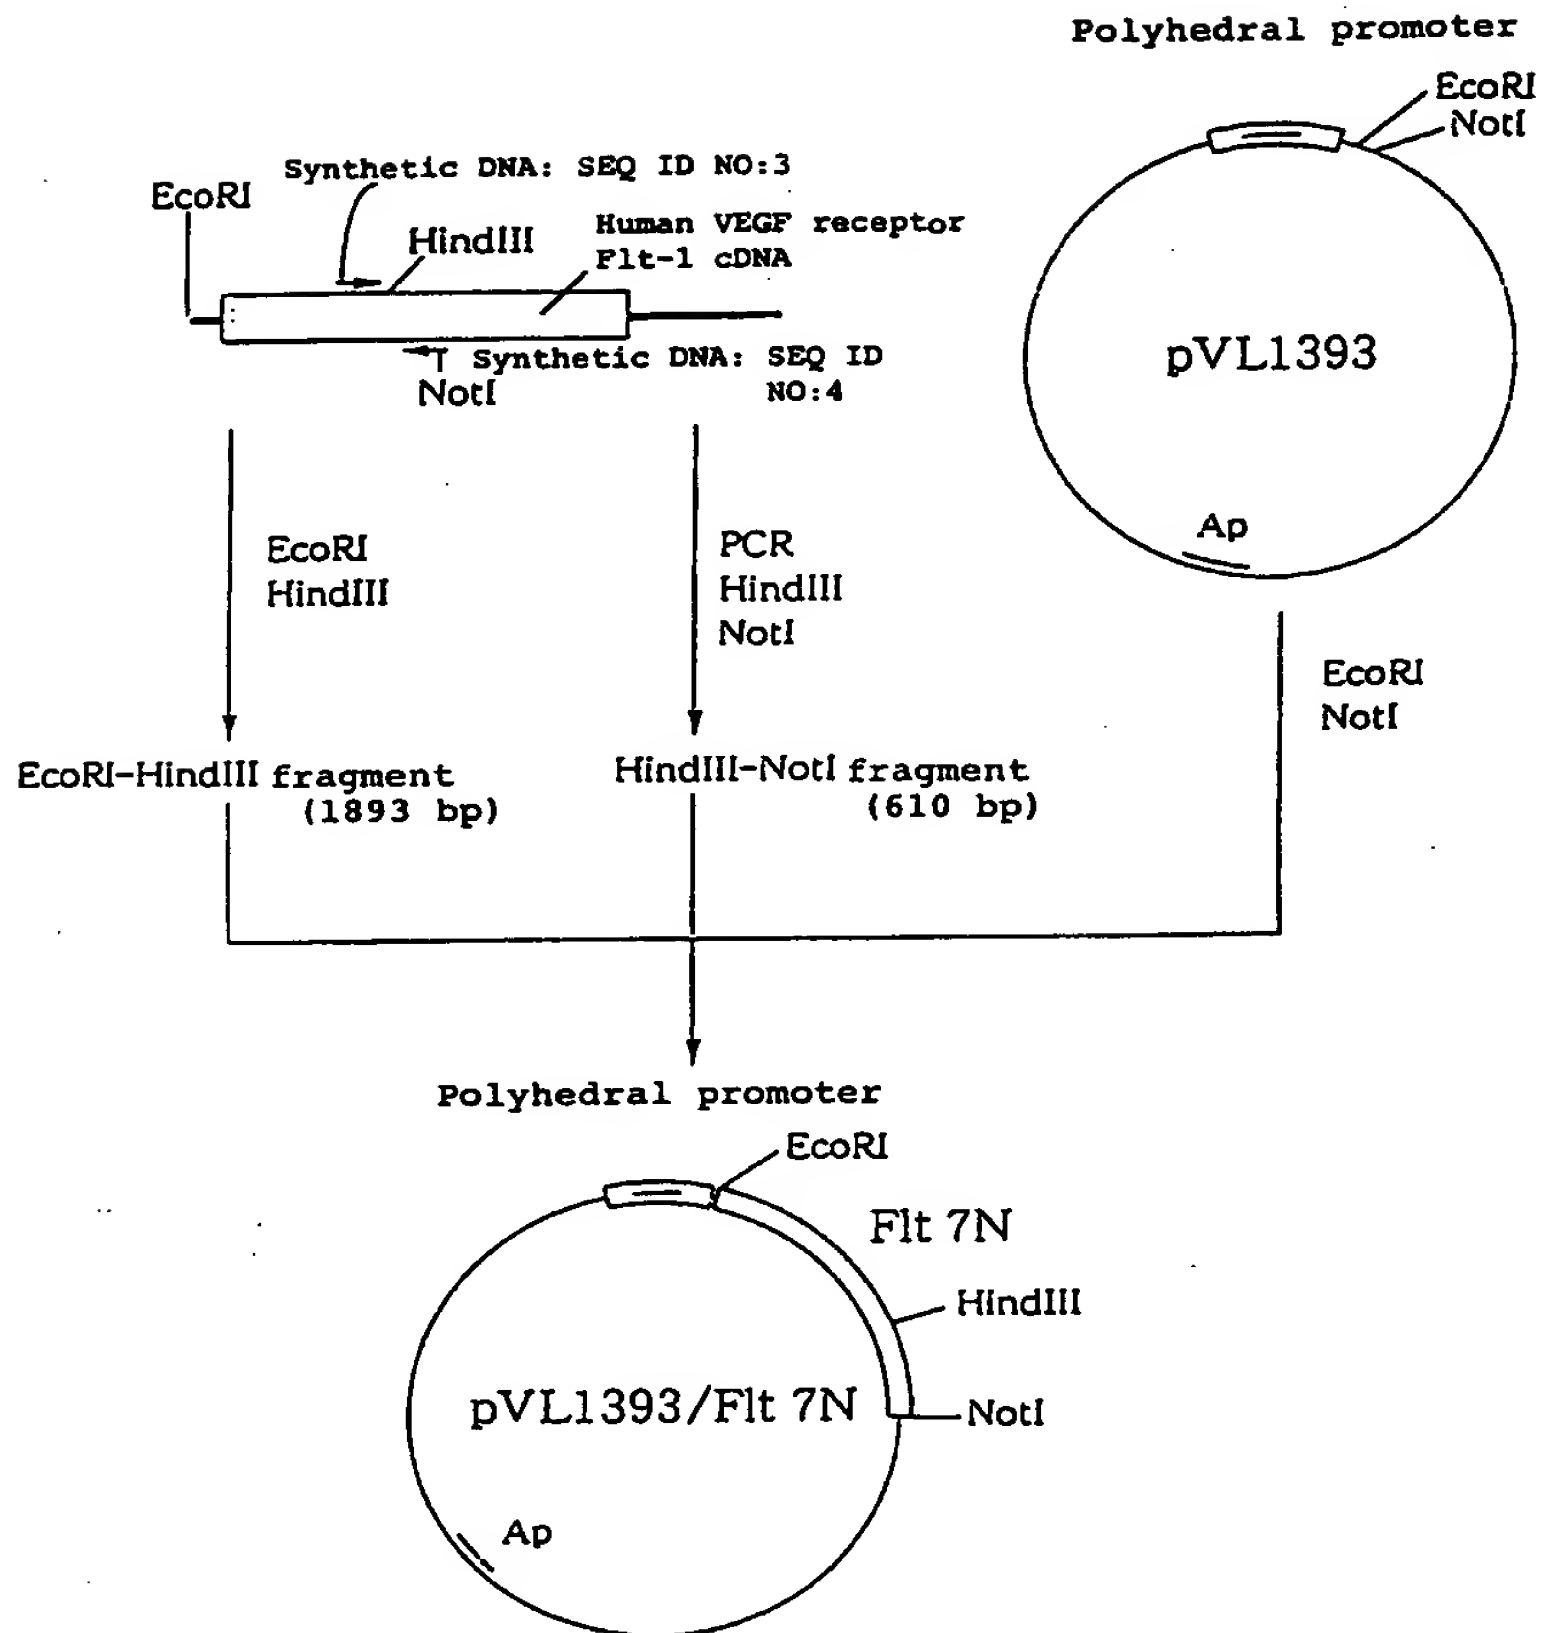 Polyhedral promoter
EcoRI
NotI
Synthetic DNA: SEQ ID NO:3
EcoRI
HindIII
Human VEGF receptor
Flt-1 cDNA
pVL1393
Synthetic DNA: SEQ ID
NO:4
NotI
Ap
EcoRI
HindIII
PCR
HindIII
NotI
EcoRI
NotI
EcoRI-HindIII fragment
(1893 bp)
HindIII-NotI fragment
(610 bp)
Polyhedral promoter
EcoRI
Flt 7N
HindIII
pVL1393/Flt 7N
NotI
Ap